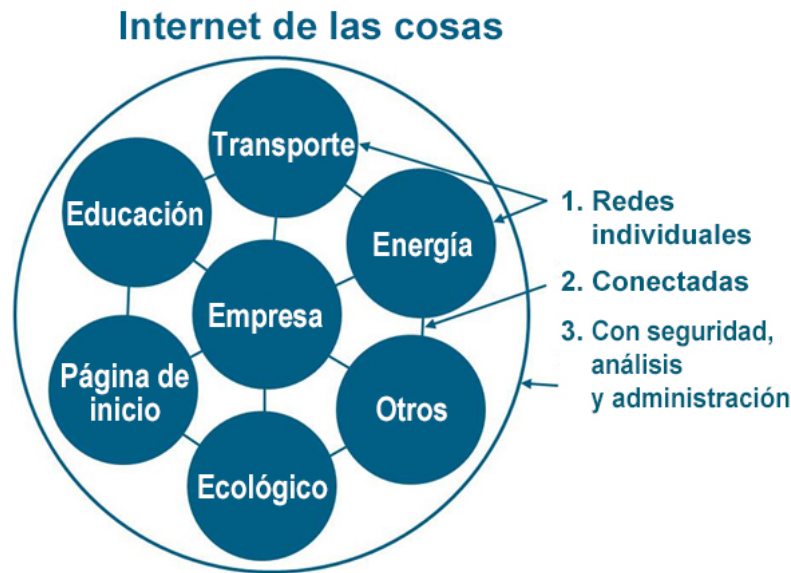 Internet de las cosas
Transporte
Educación
Energía
Empresa
Página de
inicio
Otros
Ecológico
1. Redes
individuales
2. Conectadas
3. Con seguridad,
análisis
y administración